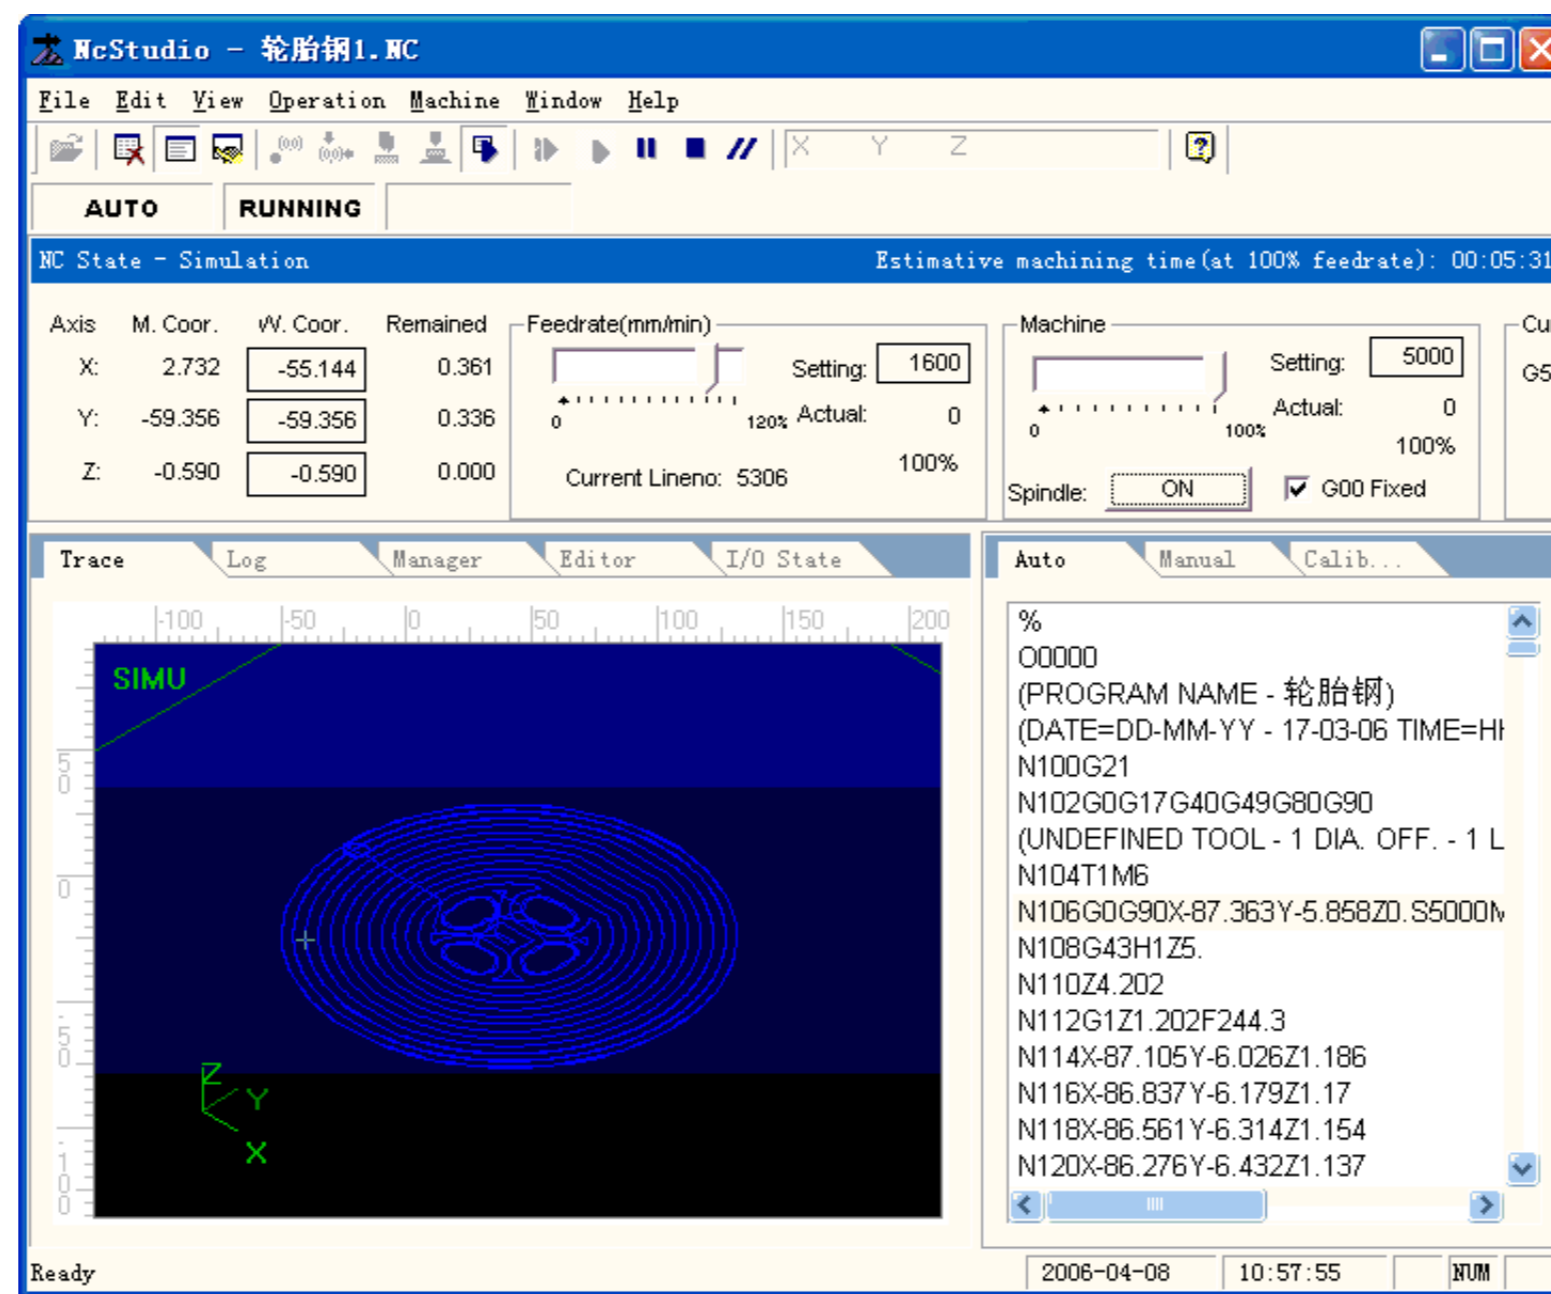 NcStudio - 轮胎钢1.NC
File Edit View Operation Machine Window Help
X Y Z
AUTO RUNNING
NC State - Simulation Estimative machining time(at 100% feedrate): 00:05:31
Axis M. Coor. W. Coor. Remained
X: 2.732 -55.144 0.361
Y: -59.356 -59.356 0.336
Z: -0.590 -0.590 0.000
Feedrate(mm/min)
Setting: 1600
0 120% Actual: 0
100%
Current Lineno: 5306
Machine
Setting: 5000
0 100% Actual: 0
100%
Spindle: ON G00 Fixed
Cu
G5
Trace Log Manager Editor I/O State
-100 -50 0 50 100 150 200
SIMU
50
0
-50
-100
Z
Y
X
Auto Manual Calib...
%
O0000
(PROGRAM NAME - 轮胎钢)
(DATE=DD-MM-YY - 17-03-06 TIME=HH
N100G21
N102G0G17G40G49G80G90
(UNDEFINED TOOL - 1 DIA. OFF. - 1 L
N104T1M6
N106G0G90X-87.363Y-5.858Z0.S5000M
N108G43H1Z5.
N110Z4.202
N112G1Z1.202F244.3
N114X-87.105Y-6.026Z1.186
N116X-86.837Y-6.179Z1.17
N118X-86.561Y-6.314Z1.154
N120X-86.276Y-6.432Z1.137
Ready 2006-04-08 10:57:55 NUM